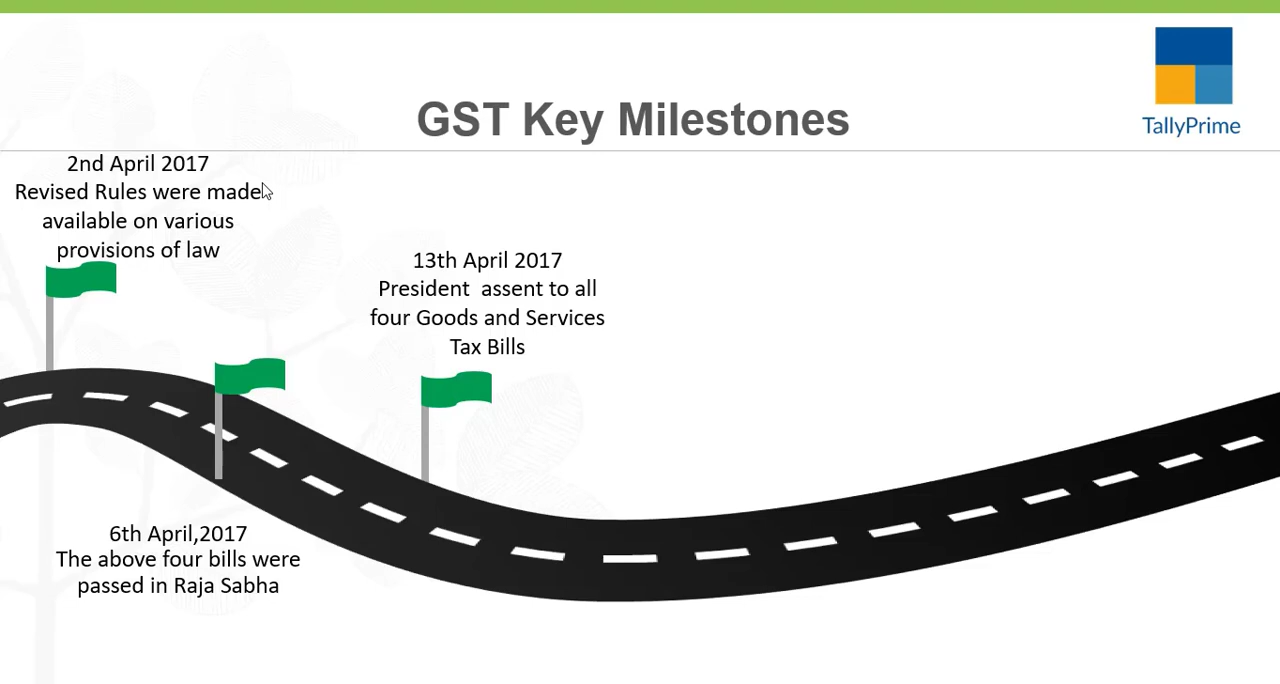 GST Key Milestones
TallyPrime
2nd April 2017
Revised Rules were made
available on various
provisions of law
13th April 2017
President  assent to all
four Goods and Services
Tax Bills
6th April,2017
The above four bills were
passed in Raja Sabha